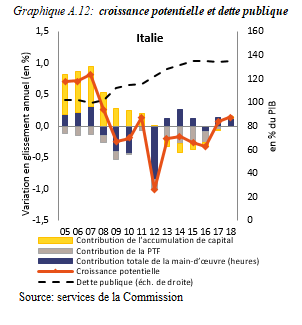 Graphique A.12: croissance potentielle et dette publique
Italie
Variation en glissement annuel (en %)
1,5
1,0
0,5
0,0
-0,5
-1,0
-1,5
160
140
120
100
80
60
40
20
0
en % du PIB
05 06 07 08 09 10 11 12 13 14 15 16 17 18
Contribution de l'accumulation de capital
Contribution de la PTF
Contribution totale de la main-d'œuvre (heures)
Croissance potentielle
Dette publique (éch. de droite)
Source: services de la Commission